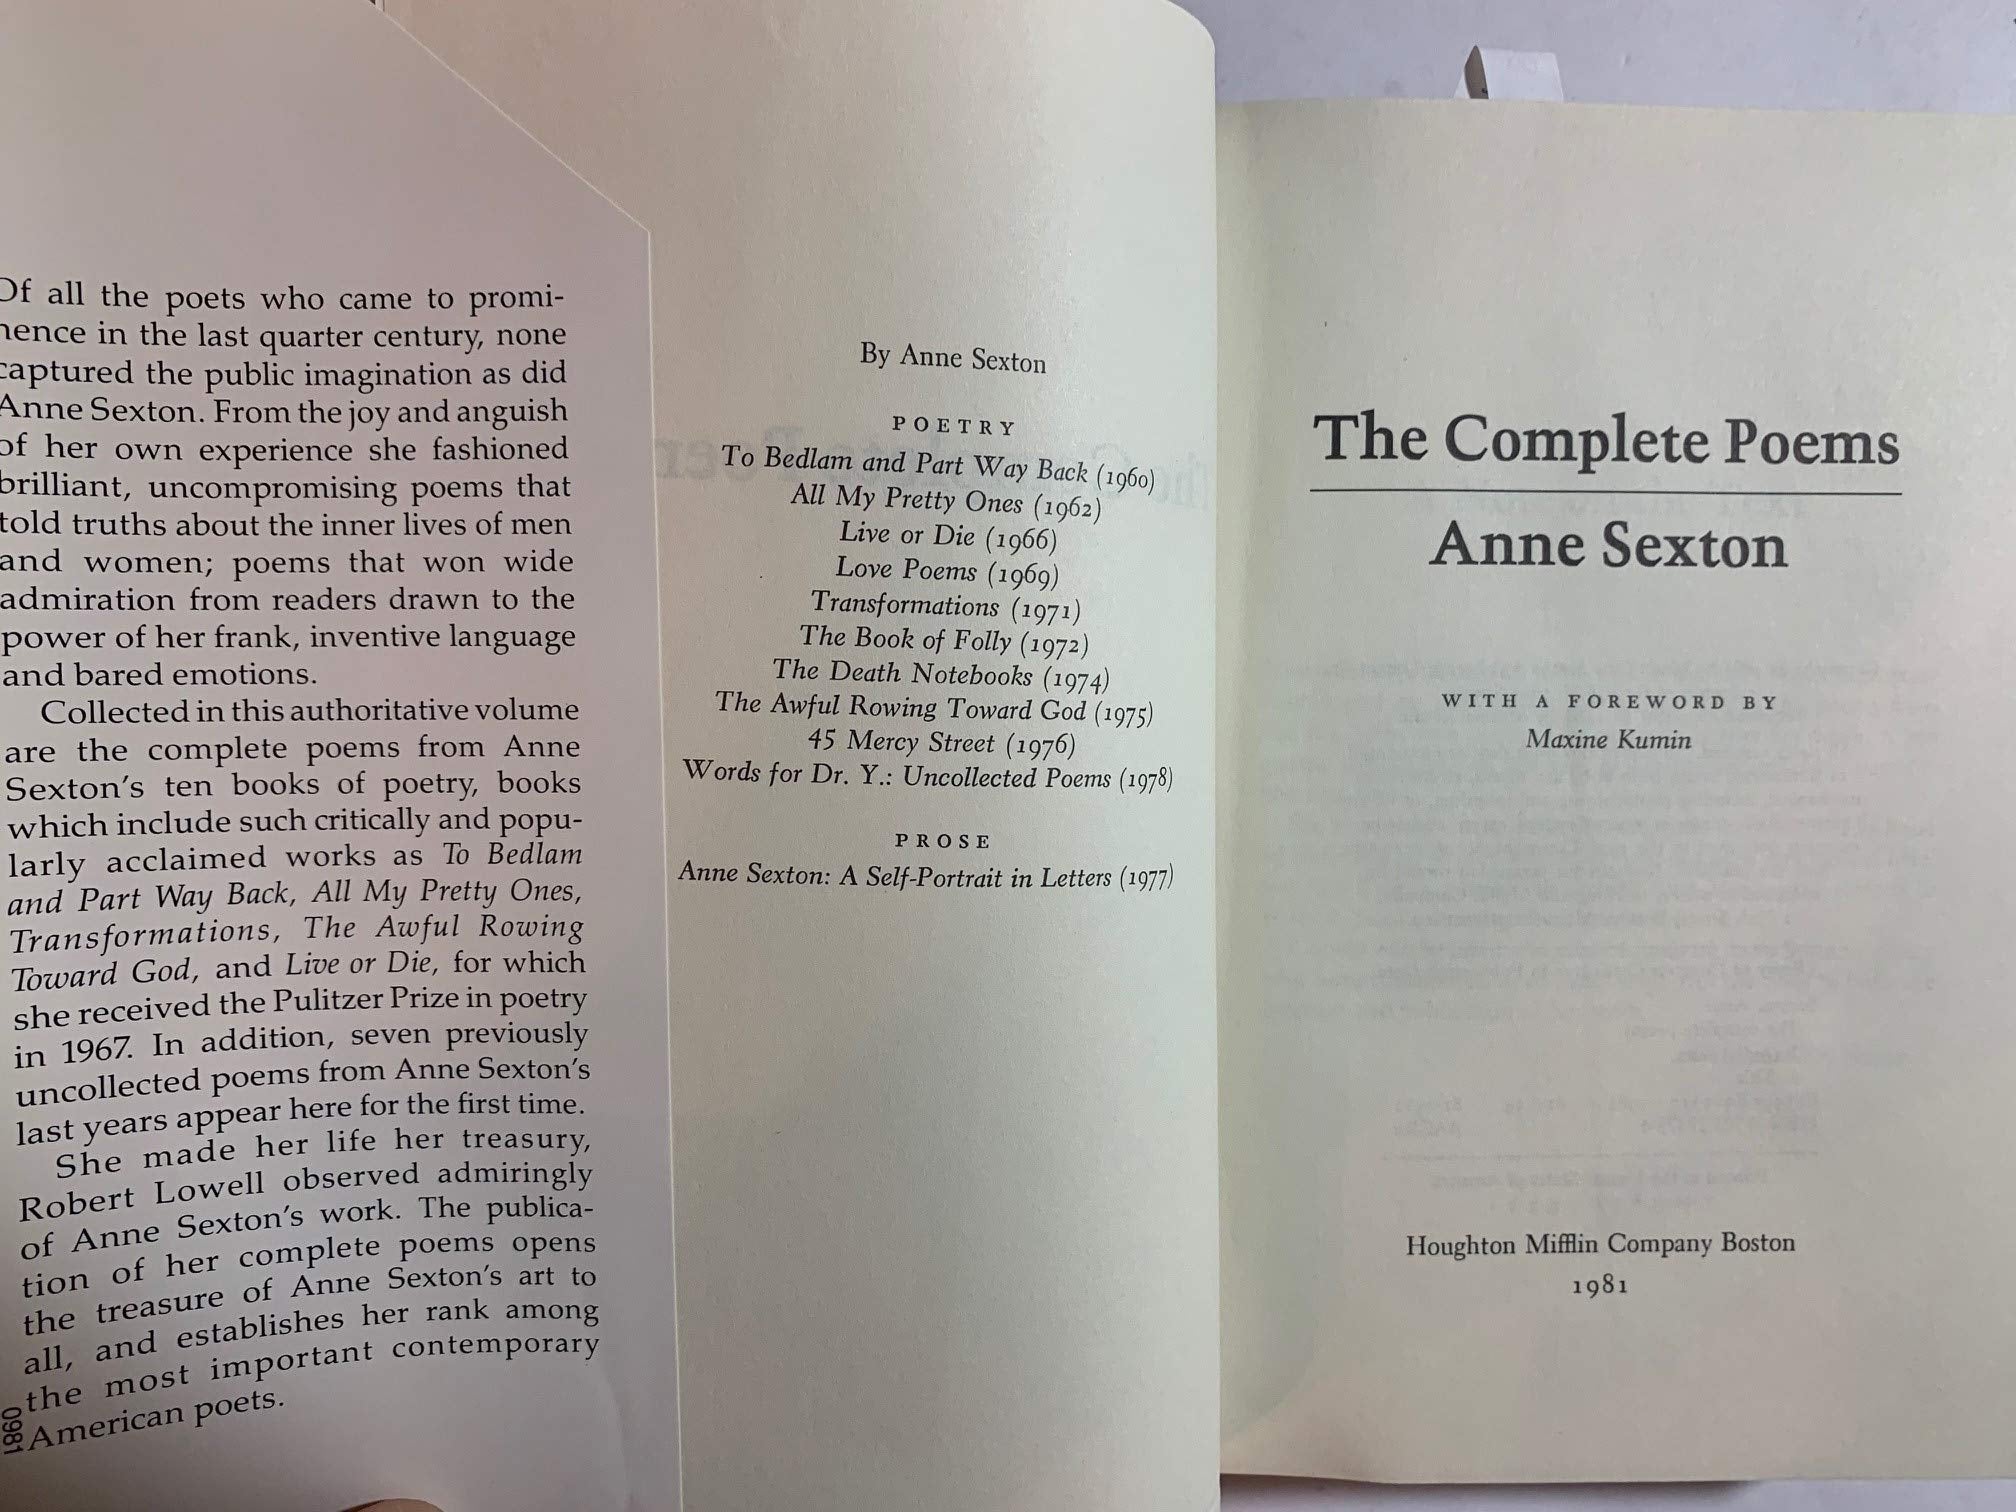 Of all the poets who came to promi-
nence in the last quarter century, none
captured the public imagination as did
Anne Sexton. From the joy and anguish
of her own experience she fashioned
brilliant, uncompromising poems that
told truths about the inner lives of men
and women; poems that won wide
admiration from readers drawn to the
power of her frank, inventive language
and bared emotions.
Collected in this authoritative volume
are the complete poems from Anne
Sexton's ten books of poetry, books
which include such critically and popu-
larly acclaimed works as To Bedlam
and Part Way Back, All My Pretty Ones,
Transformations, The Awful Rowing
Toward God, and Live or Die, for which
she received the Pulitzer Prize in poetry
in 1967. In addition, seven previously
uncollected poems from Anne Sexton's
last years appear here for the first time.
She made her life her treasury,
Robert Lowell observed admiringly
of Anne Sexton's work. The publica-
tion of her complete poems opens
the treasure of Anne Sexton's art to
all, and establishes her rank among
the most important contemporary
American poets.
0981
By Anne Sexton
POETRY
To Bedlam and Part Way Back (1960)
All My Pretty Ones (1962)
Live or Die (1966)
Love Poems (1969)
Transformations (1971)
The Book of Folly (1972)
The Death Notebooks (1974)
The Awful Rowing Toward God (1975)
45 Mercy Street (1976)
Words for Dr. Y.: Uncollected Poems (1978)
PROSE
Anne Sexton: A Self-Portrait in Letters (1977)
The Complete Poems
Anne Sexton
WITH A FOREWORD BY
Maxine Kumin
Houghton Mifflin Company Boston
1981